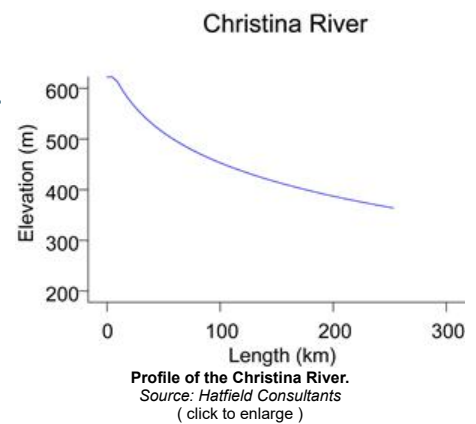 Christina River
Elevation (m)
600
500
400
300
200
0 100 200 300
Length (km)
Profile of the Christina River.
Source: Hatfield Consultants
( click to enlarge )